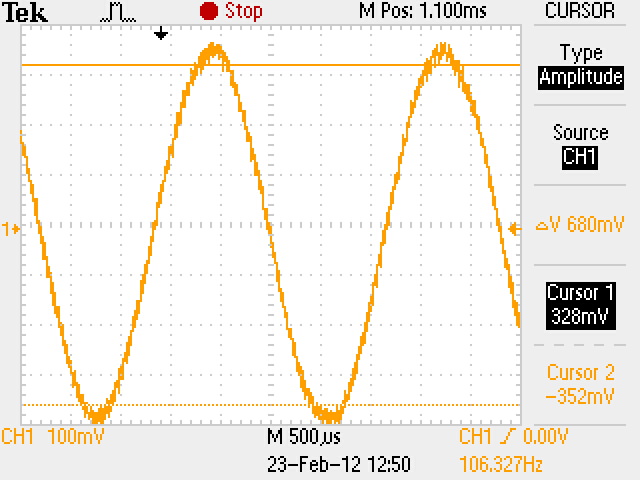 Tek Stop M Pos: 1.100ms CURSOR
Type
Amplitude
Source
CH1
1
△V 680mV
Cursor 1
328mV
Cursor 2
-352mV
CH1 100mV M 500µs CH1 0.00V
23-Feb-12 12:50 106.327Hz